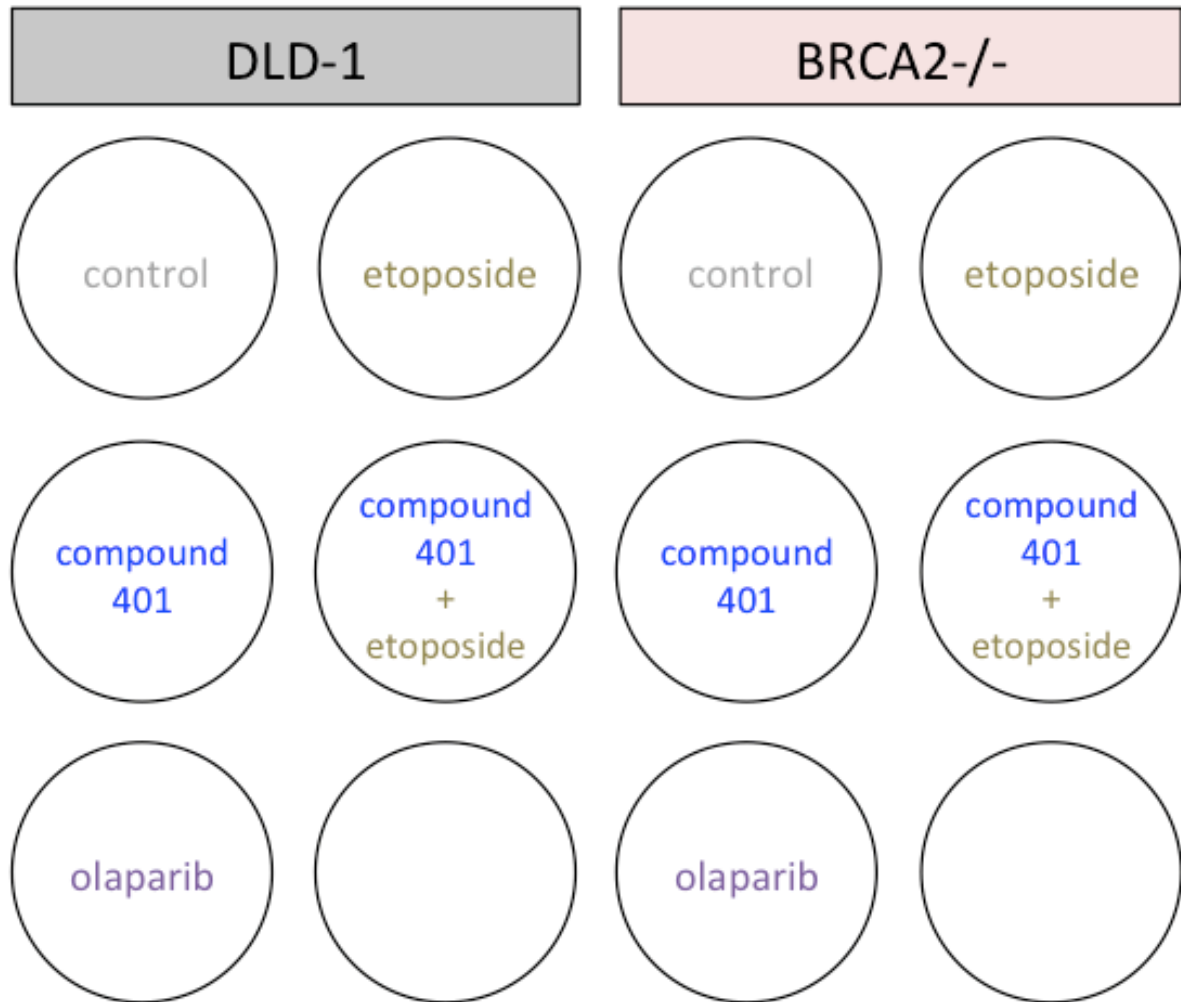 DLD-1
BRCA2-/-
control
etoposide
control
etoposide
compound
401
compound
401
+
etoposide
compound
401
compound
401
+
etoposide
olaparib
olaparib